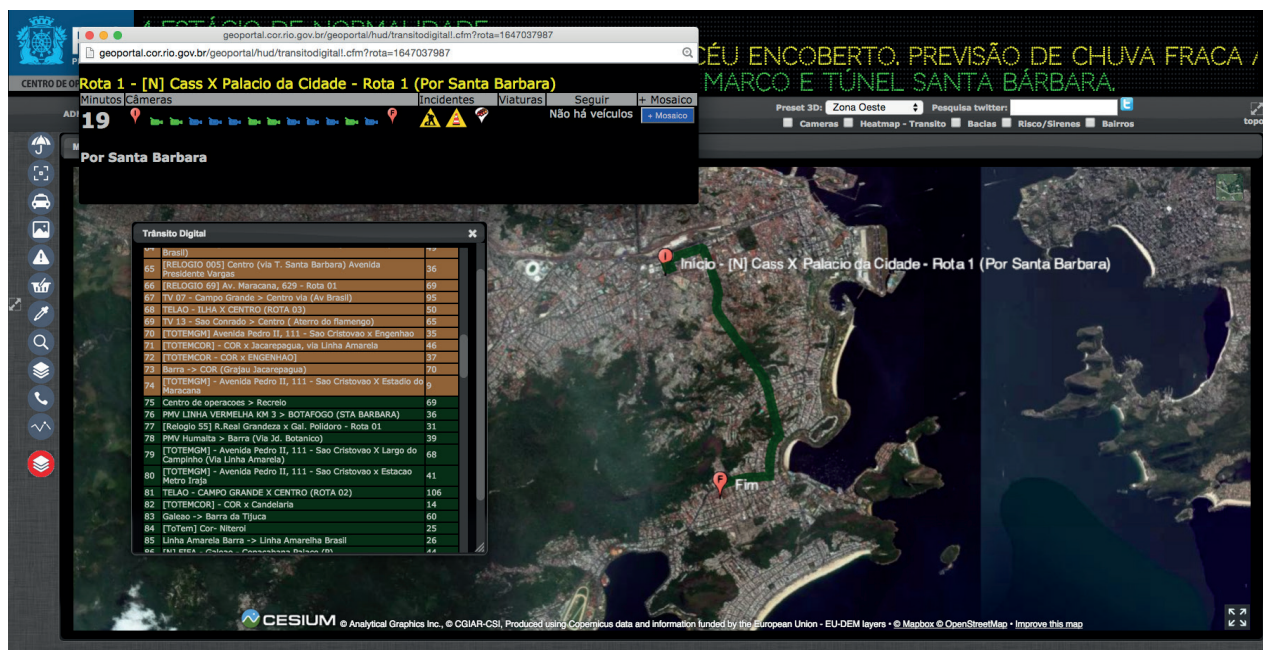 ESTÁGIO DE NORMALIDADE
CÉU ENCOBERTO. PREVISÃO DE CHUVA FRACA
MARCO E TÚNEL SANTA BÁRBARA.
geoportal.cor.rio.gov.br/geoportal/hud/transitodigital!.cfm?rota=1647037987
geoportal.cor.rio.gov.br/geoportal/hud/transitodigital!.cfm?rota=1647037987
CENTRO DE O
Rota 1 - [N] Cass X Palacio da Cidade - Rota 1 (Por Santa Barbara)
Minutos Câmeras Incidentes Viaturas Seguir + Mosaico
19 I F Não há veículos + Mosaico
Por Santa Barbara
Preset 3D: Zona Oeste Pesquisa twitter:
Cameras Heatmap - Transito Bacias Risco/Sirenes Bairros
topo
Trânsito Digital
Brasil)
65 [RELOGIO 005] Centro (via T. Santa Barbara) Avenida Presidente Vargas 36
66 [RELOGIO 69] Av. Maracana, 629 - Rota 01 69
67 TV 07 - Campo Grande > Centro via (Av Brasil) 95
68 TELAO - ILHA X CENTRO (ROTA 03) 50
69 TV 13 - Sao Conrado > Centro ( Aterro do flamengo) 65
70 [TOTEMGM] Avenida Pedro II, 111 - Sao Cristovao x Engenhao 35
71 [TOTEMCOR] - COR x Jacarepagua, via Linha Amarela 46
72 [TOTEMCOR - COR x ENGENHAO] 37
73 Barra -> COR (Grajau Jacarepagua) 70
74 [TOTEMGM] - Avenida Pedro II, 111 - Sao Cristovao X Estadio do Maracana 9
75 Centro de operacoes > Recreio 69
76 PMV LINHA VERMELHA KM 3 > BOTAFOGO (STA BARBARA) 36
77 [Relogio 55] R.Real Grandeza x Gal. Polidoro - Rota 01 31
78 PMV Humaita > Barra (Via Jd. Botanico) 39
79 [TOTEMGM] - Avenida Pedro II, 111 - Sao Cristovao X Largo do Campinho (Via Linha Amarela) 68
80 [TOTEMGM] - Avenida Pedro II, 111 - Sao Cristovao x Estacao Metro Iraja 41
81 TELAO - CAMPO GRANDE X CENTRO (ROTA 02) 106
82 [TOTEMCOR] - COR x Candelaria 14
83 Galeao -> Barra da Tijuca 60
84 [ToTem] Cor- Niteroi 25
85 Linha Amarela Barra -> Linha Amarelha Brasil 26
86 [N] FIFA - Galeao - Copacabana Palace (P) 44
I Início - [N] Cass X Palacio da Cidade - Rota 1 (Por Santa Barbara)
F Fim
CESIUM © Analytical Graphics Inc., © CGIAR-CSI, Produced using Copernicus data and information funded by the European Union - EU-DEM layers • © Mapbox © OpenStreetMap • Improve this map